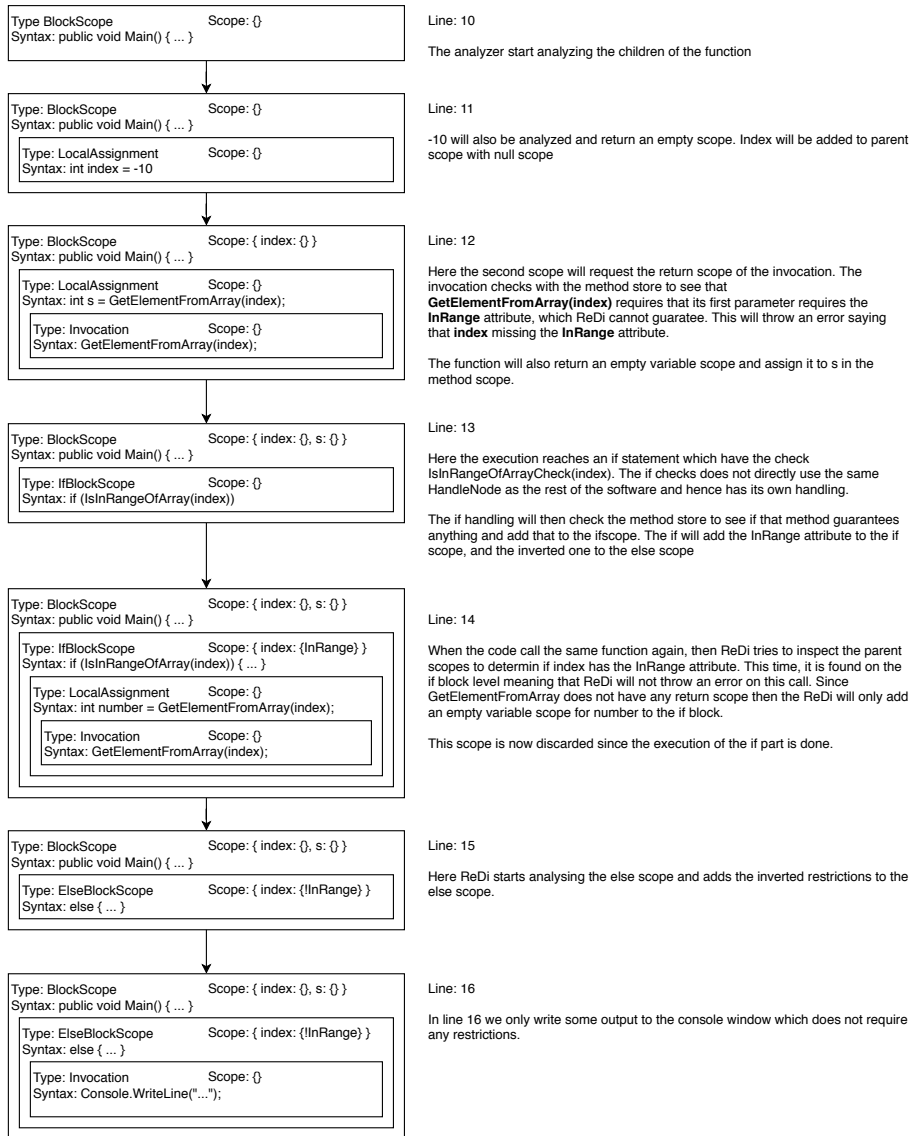 Type BlockScope Scope: {}
Syntax: public void Main() { ... }
Line: 10
The analyzer start analyzing the children of the function
Type: BlockScope Scope: {}
Syntax: public void Main() { ... }
Type: LocalAssignment Scope: {}
Syntax: int index = -10
Line: 11
-10 will also be analyzed and return an empty scope. Index will be added to parent
scope with null scope
Type: BlockScope Scope: { index: {} }
Syntax: public void Main() { ... }
Type: LocalAssignment Scope: {}
Syntax: int s = GetElementFromArray(index);
Type: Invocation Scope: {}
Syntax: GetElementFromArray(index);
Line: 12
Here the second scope will request the return scope of the invocation. The
invocation checks with the method store to see that
GetElementFromArray(index) requires that its first parameter requires the
InRange attribute, which ReDi cannot guaratee. This will throw an error saying
that index missing the InRange attribute.
The function will also return an empty variable scope and assign it to s in the
method scope.
Type: BlockScope Scope: { index: {}, s: {} }
Syntax: public void Main() { ... }
Type: IfBlockScope Scope: {}
Syntax: if (IsInRangeOfArray(index))
Line: 13
Here the execution reaches an if statement which have the check
IsInRangeOfArrayCheck(index). The if checks does not directly use the same
HandleNode as the rest of the software and hence has its own handling.
The if handling will then check the method store to see if that method guarantees
anything and add that to the ifscope. The if will add the InRange attribute to the if
scope, and the inverted one to the else scope
Type: BlockScope Scope: { index: {}, s: {} }
Syntax: public void Main() { ... }
Type: IfBlockScope Scope: { index: {InRange} }
Syntax: if (IsInRangeOfArray(index)) { ... }
Type: LocalAssignment Scope: {}
Syntax: int number = GetElementFromArray(index);
Type: Invocation Scope: {}
Syntax: GetElementFromArray(index);
Line: 14
When the code call the same function again, then ReDi tries to inspect the parent
scopes to determin if index has the InRange attribute. This time, it is found on the
if block level meaning that ReDi will not throw an error on this call. Since
GetElementFromArray does not have any return scope then the ReDi will only add
an empty variable scope for number to the if block.
This scope is now discarded since the execution of the if part is done.
Type: BlockScope Scope: { index: {}, s: {} }
Syntax: public void Main() { ... }
Type: ElseBlockScope Scope: { index: {!InRange} }
Syntax: else { ... }
Line: 15
Here ReDi starts analysing the else scope and adds the inverted restrictions to the
else scope.
Type: BlockScope Scope: { index: {}, s: {} }
Syntax: public void Main() { ... }
Type: ElseBlockScope Scope: { index: {!InRange} }
Syntax: else { ... }
Type: Invocation Scope: {}
Syntax: Console.WriteLine("...");
Line: 16
In line 16 we only write some output to the console window which does not require
any restrictions.